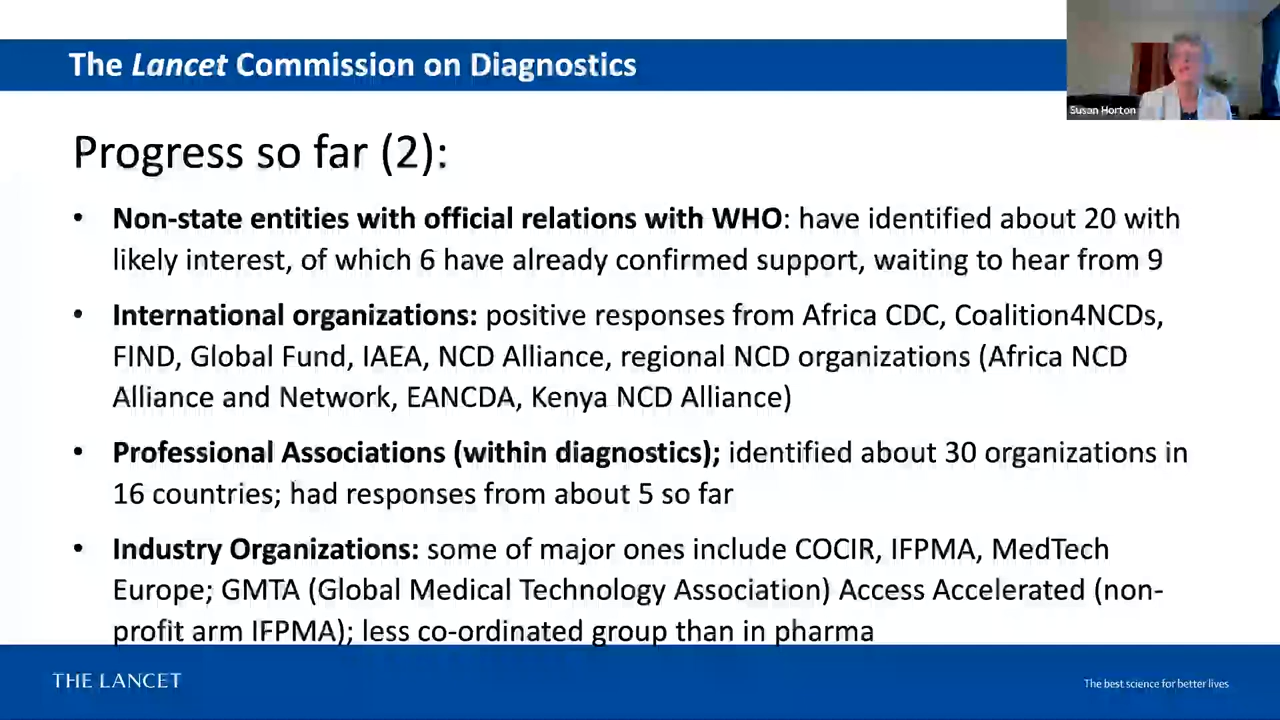 The Lancet Commission on Diagnostics
Susan Horton
Progress so far (2):
• Non-state entities with official relations with WHO: have identified about 20 with
likely interest, of which 6 have already confirmed support, waiting to hear from 9
• International organizations: positive responses from Africa CDC, Coalition4NCDs,
FIND, Global Fund, IAEA, NCD Alliance, regional NCD organizations (Africa NCD
Alliance and Network, EANCDA, Kenya NCD Alliance)
• Professional Associations (within diagnostics); identified about 30 organizations in
16 countries; had responses from about 5 so far
• Industry Organizations: some of major ones include COCIR, IFPMA, MedTech
Europe; GMTA (Global Medical Technology Association) Access Accelerated (non-
profit arm IFPMA); less co-ordinated group than in pharma
THE LANCET
The best science for better lives